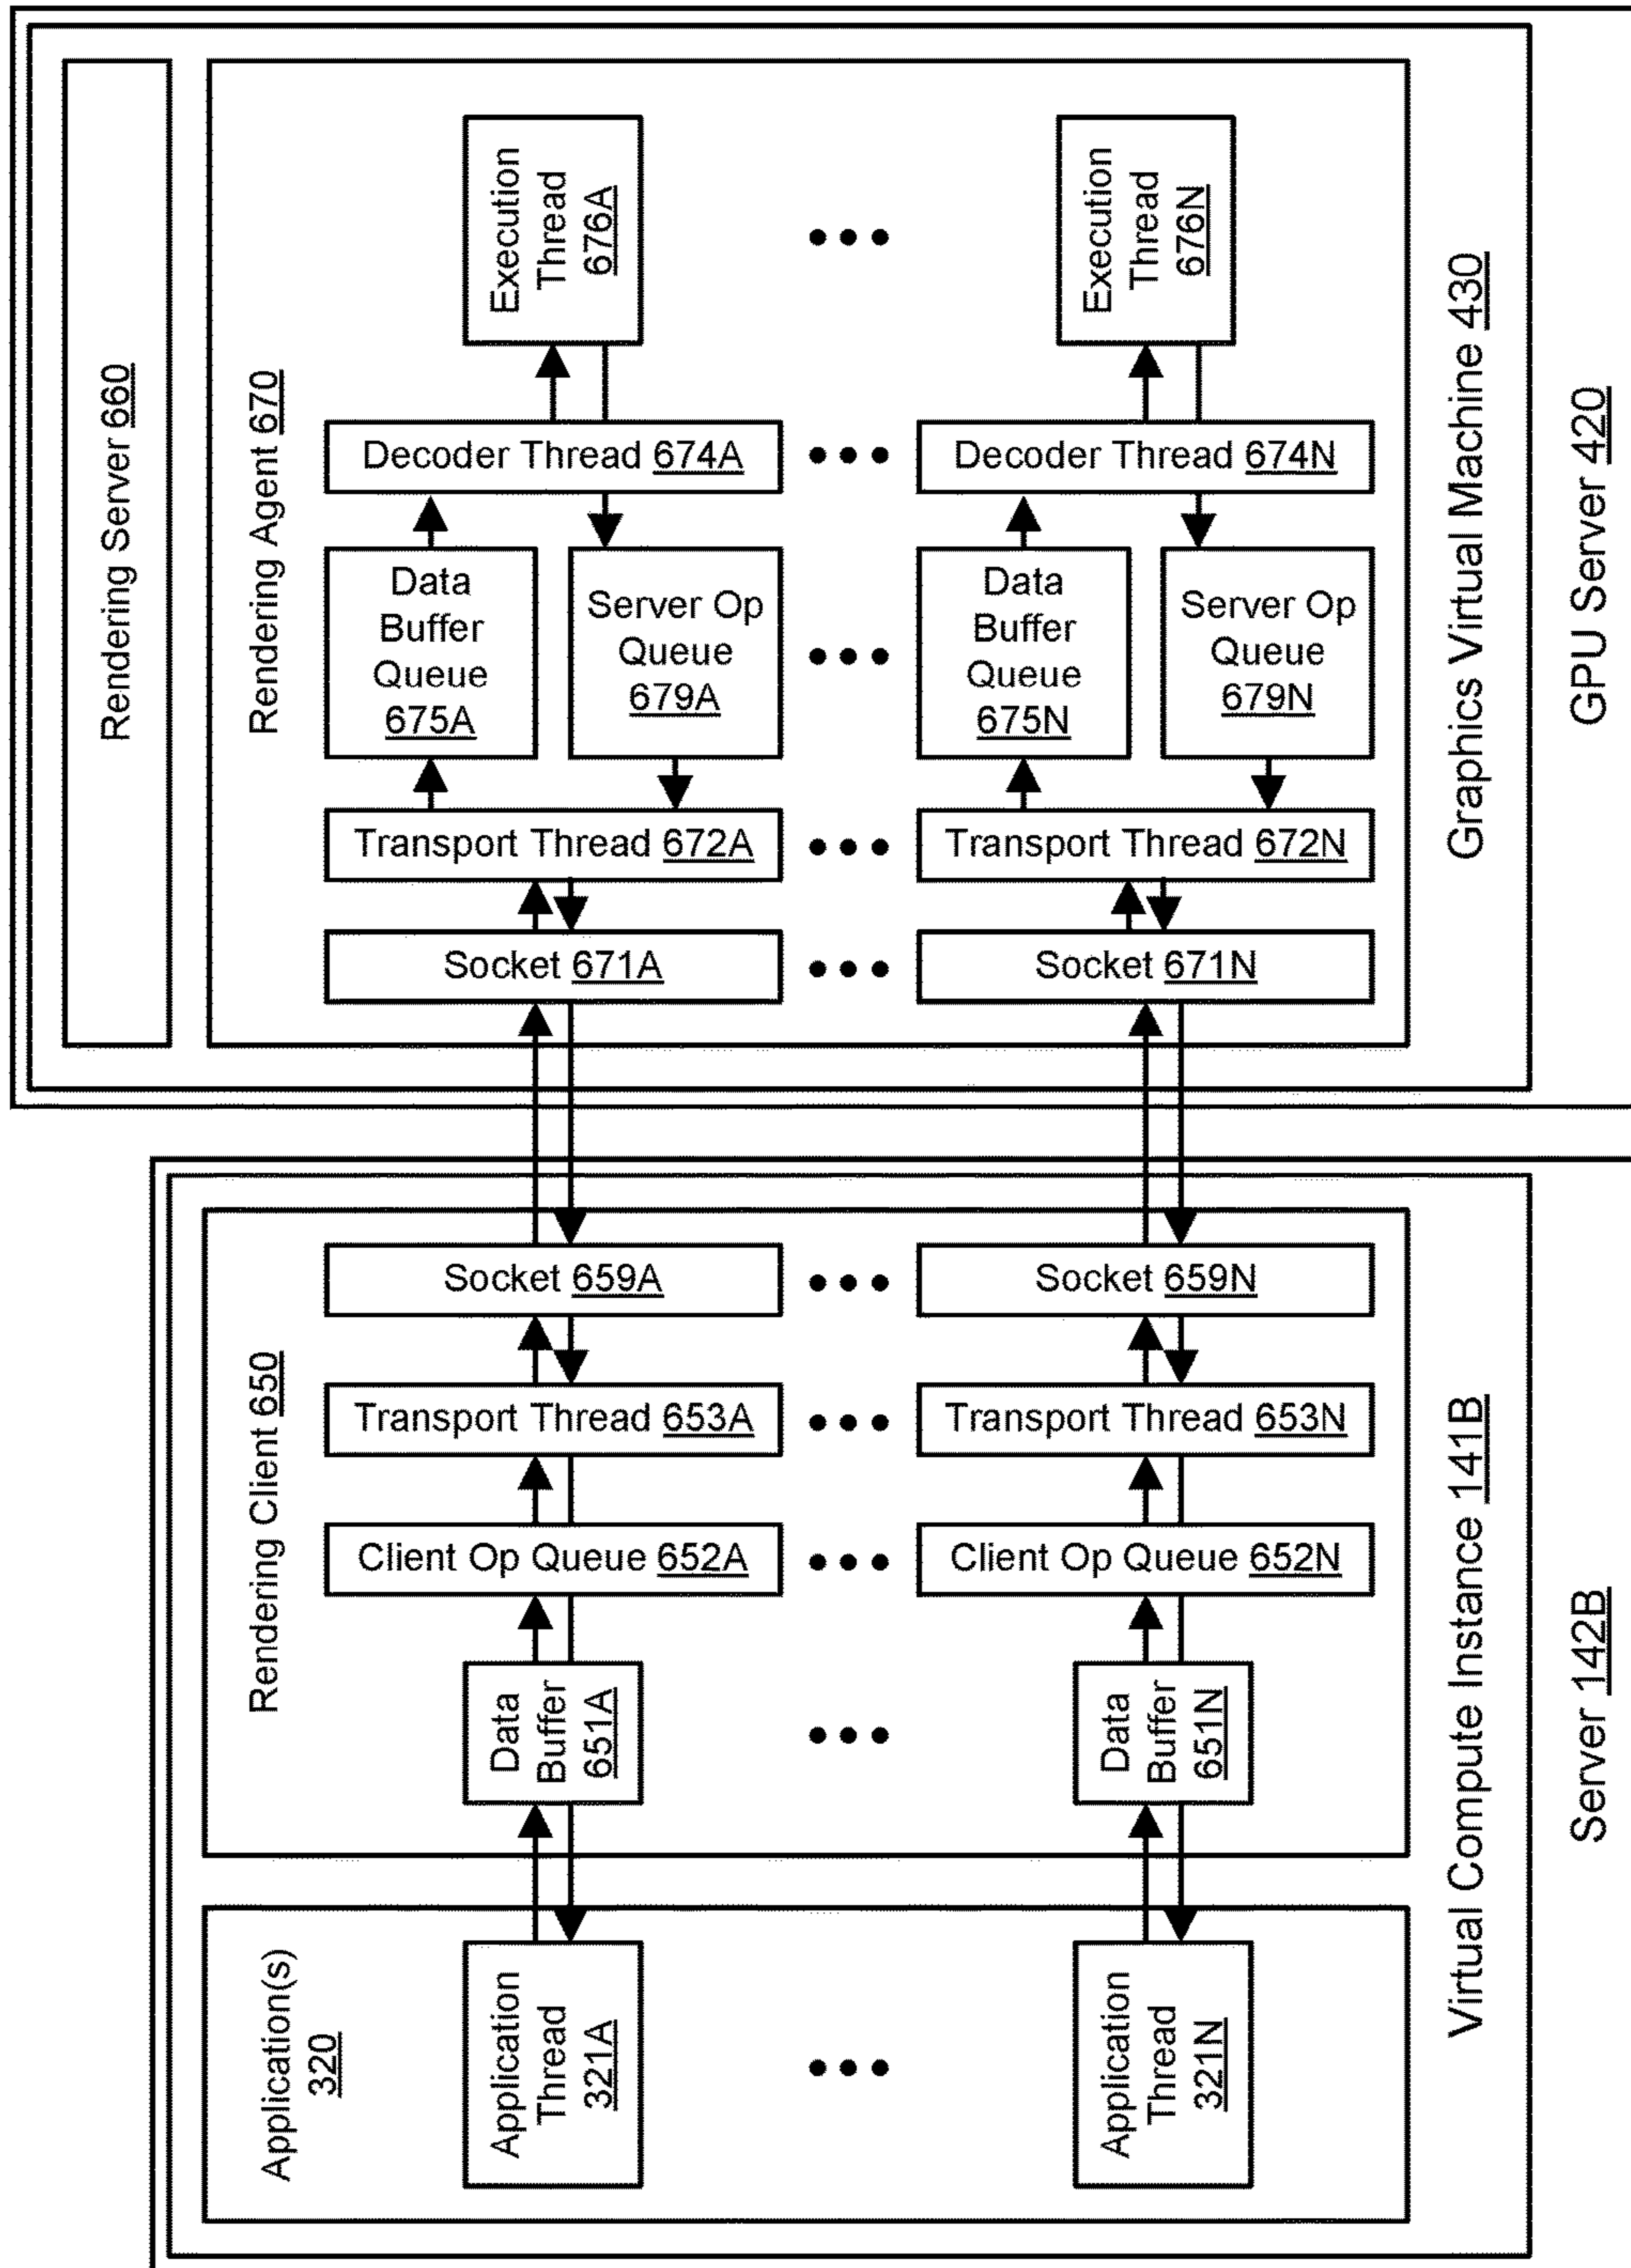 Application(s)
320
Application
Thread
321A
Application
Thread
321N
Rendering Client 650
Data
Buffer
651A
Client Op Queue 652A
Transport Thread 653A
Socket 659A
Data
Buffer
651N
Client Op Queue 652N
Transport Thread 653N
Socket 659N
Virtual Compute Instance 141B
Server 142B
Rendering Server 660
Rendering Agent 670
Socket 671A
Transport Thread 672A
Data
Buffer
Queue
675A
Server Op
Queue
679A
Decoder Thread 674A
Execution
Thread
676A
Socket 671N
Transport Thread 672N
Data
Buffer
Queue
675N
Server Op
Queue
679N
Decoder Thread 674N
Execution
Thread
676N
Graphics Virtual Machine 430
GPU Server 420